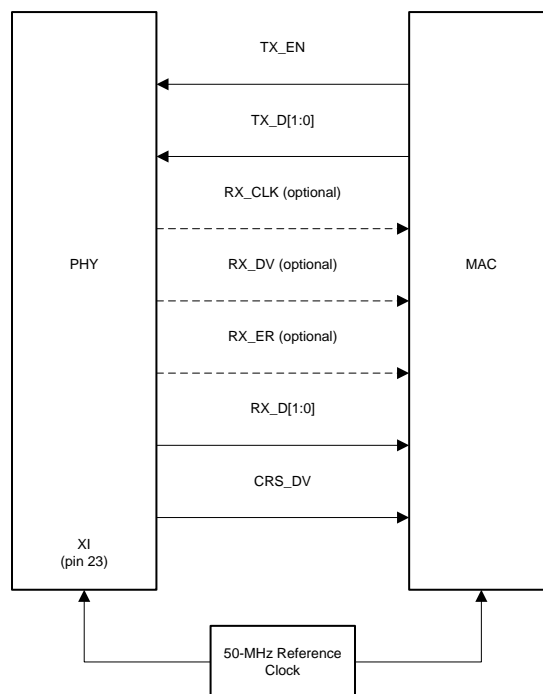 TX_EN
TX_D[1:0]
RX_CLK (optional)
PHY
RX_DV (optional)
MAC
RX_ER (optional)
RX_D[1:0]
CRS_DV
XI
(pin 23)
50-MHz Reference
Clock